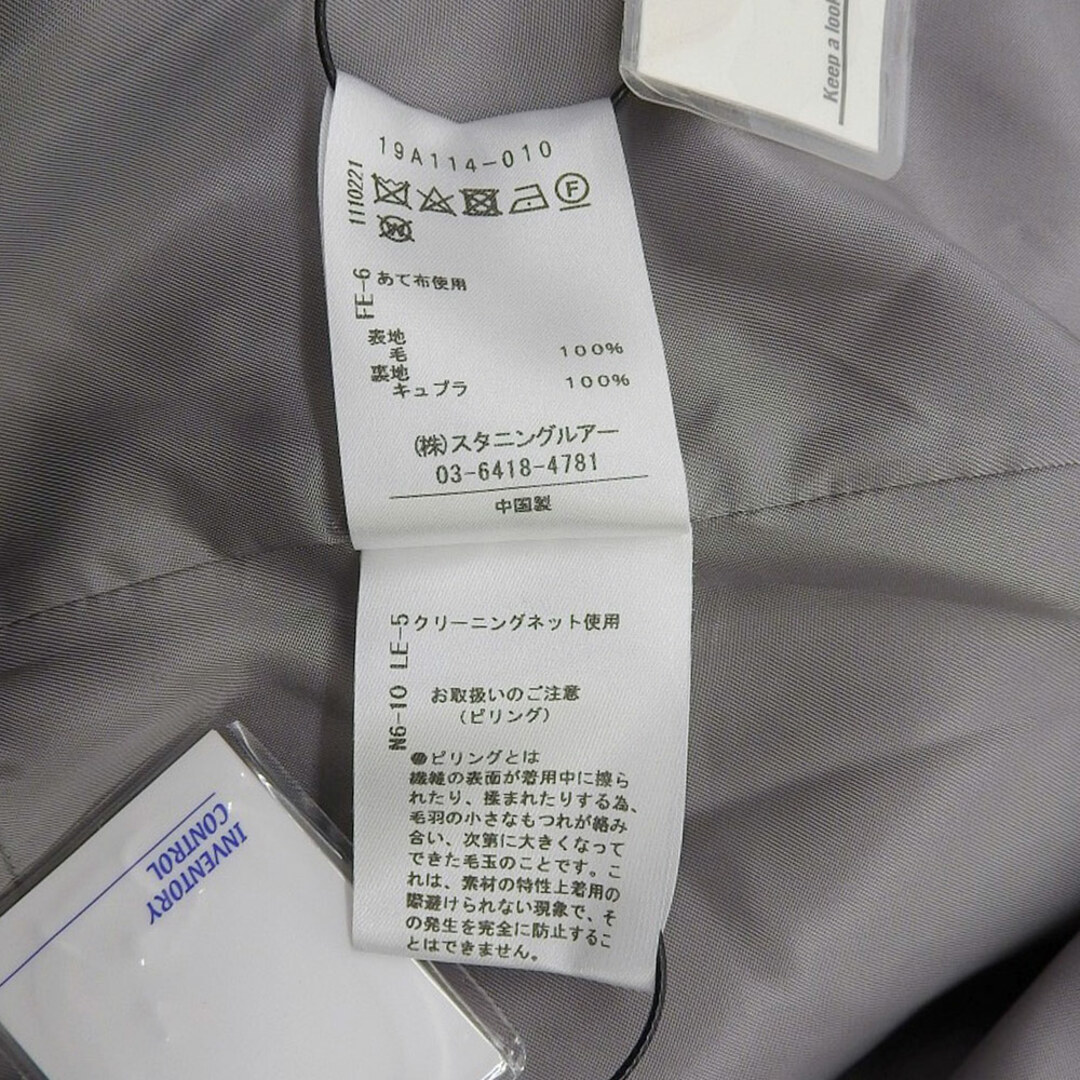 Keep a loo
19A114-010
1110221
F
W
FE-6
あて布使用
表地
毛 100%
裏地
キュプラ 100%
(株)スタニングルアー
03-6418-4781
中国製
N6-10 LE-5
クリーニングネット使用
お取扱いのご注意
(ピリング)
●ピリングとは
繊維の表面が着用中に擦ら
れたり、揉まれたりする為、
毛羽の小さなもつれが絡み
合い、次第に大きくなって
できた毛玉のことです。こ
れは、素材の特性上着用の
際避けられない現象で、そ
の発生を完全に防止するこ
とはできません。
INVENTORY
CONTROL